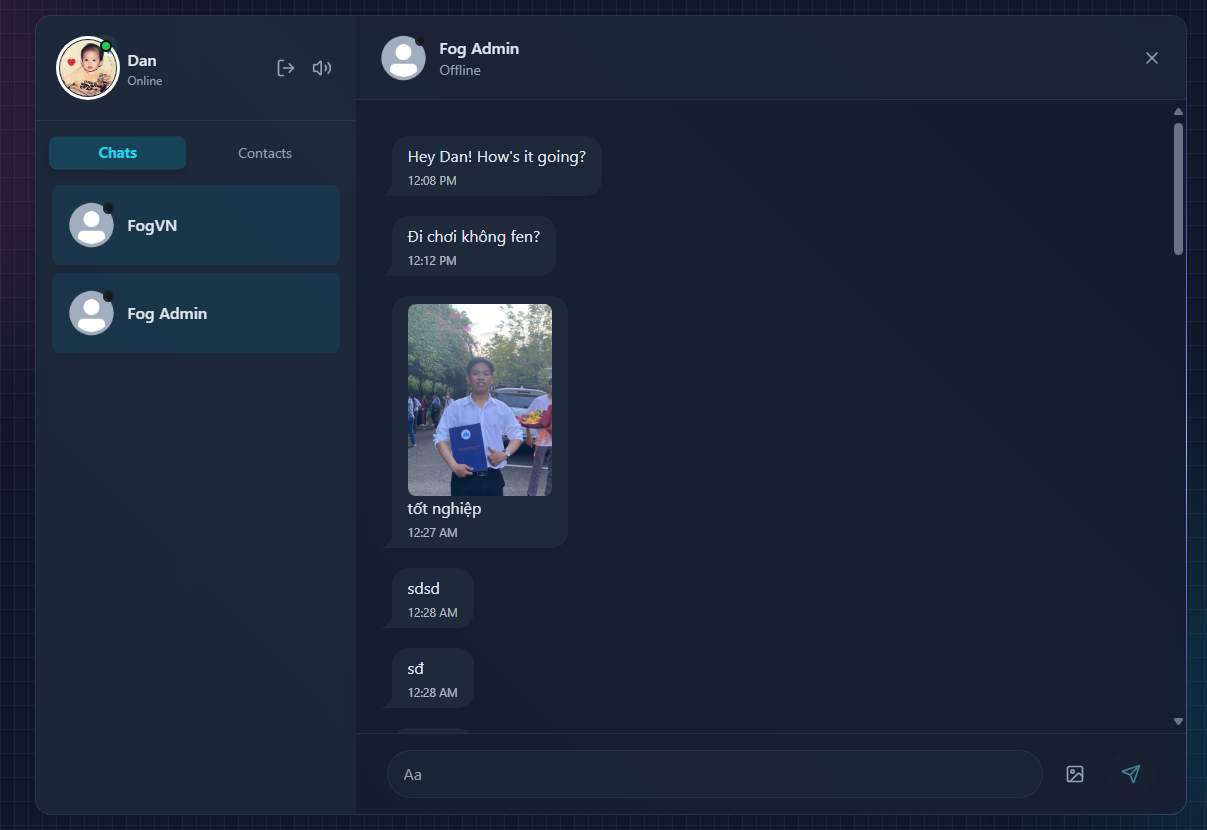 Dan
Online
Chats
Contacts
FogVN
Fog Admin
Fog Admin
Offline
Hey Dan! How's it going?
12:08 PM
Đi chơi không fen?
12:12 PM
tốt nghiệp
12:27 AM
sdsd
12:28 AM
sđ
12:28 AM
Aa